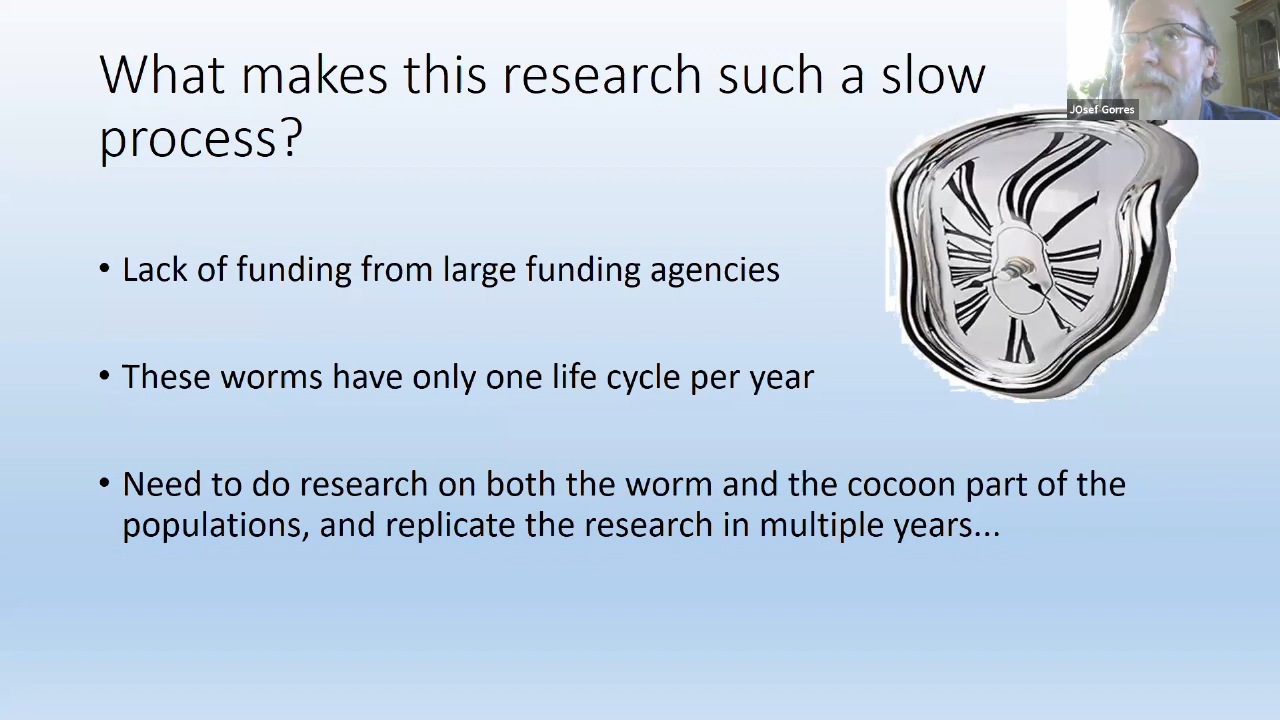 What makes this research such a slow
process?
JOsef Gorres
• Lack of funding from large funding agencies
• These worms have only one life cycle per year
• Need to do research on both the worm and the cocoon part of the
populations, and replicate the research in multiple years...